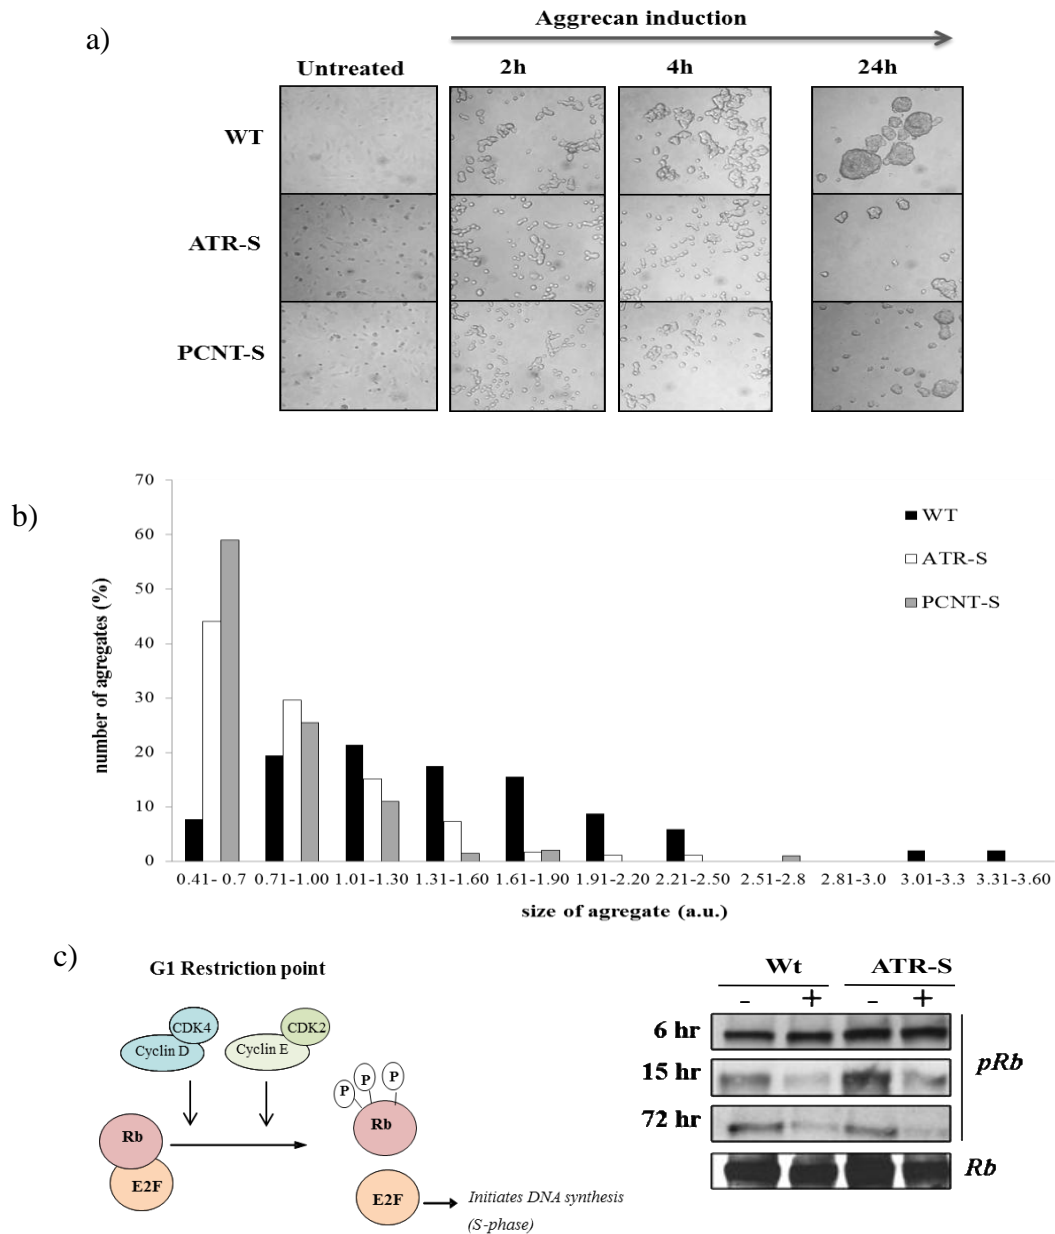 a)
Aggrecan induction
Untreated 2h 4h 24h
WT
ATR-S
PCNT-S
b)
number of agregates (%)
70
60
50
40
30
20
10
0
WT
ATR-S
PCNT-S
0.41- 0.7 0.71-1.00 1.01-1.30 1.31-1.60 1.61-1.90 1.91-2.20 2.21-2.50 2.51-2.8 2.81-3.0 3.01-3.3 3.31-3.60
size of agregate (a.u.)
c)
G1 Restriction point
CDK4
Cyclin D
CDK2
Cyclin E
P P P
Rb
E2F
Rb
E2F
Initiates DNA synthesis
(S-phase)
Wt ATR-S
- + - +
6 hr
15 hr
72 hr
pRb
Rb